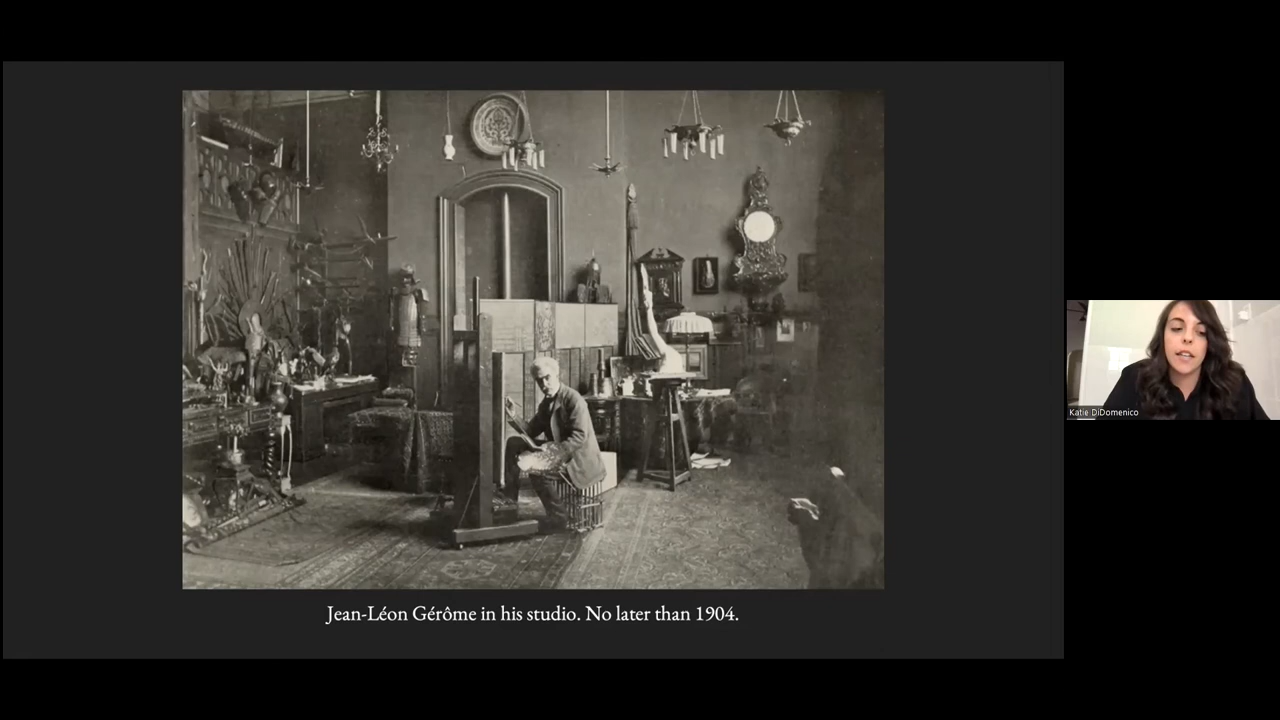 Jean-Léon Gérôme in his studio. No later than 1904.
Katie DiDomenico